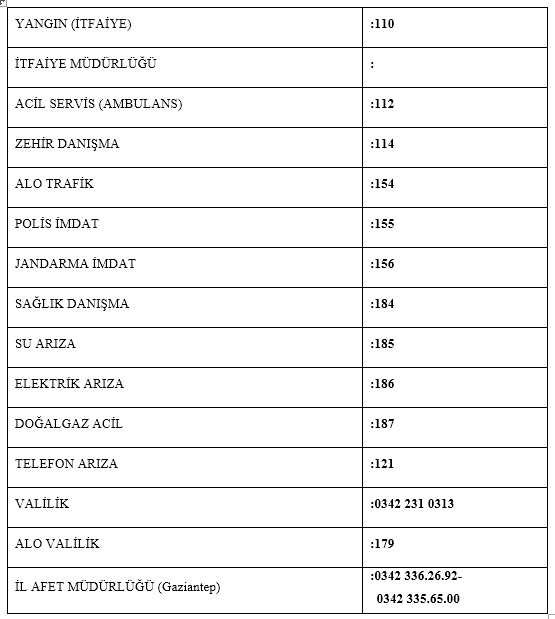 YANGIN (İTFAİYE) :110
İTFAİYE MÜDÜRLÜĞÜ :
ACİL SERVİS (AMBULANS) :112
ZEHİR DANIŞMA :114
ALO TRAFİK :154
POLİS İMDAT :155
JANDARMA İMDAT :156
SAĞLIK DANIŞMA :184
SU ARIZA :185
ELEKTRİK ARIZA :186
DOĞALGAZ ACİL :187
TELEFON ARIZA :121
VALİLİK :0342 231 0313
ALO VALİLİK :179
İL AFET MÜDÜRLÜĞÜ (Gaziantep) :0342 336.26.92-
0342 335.65.00